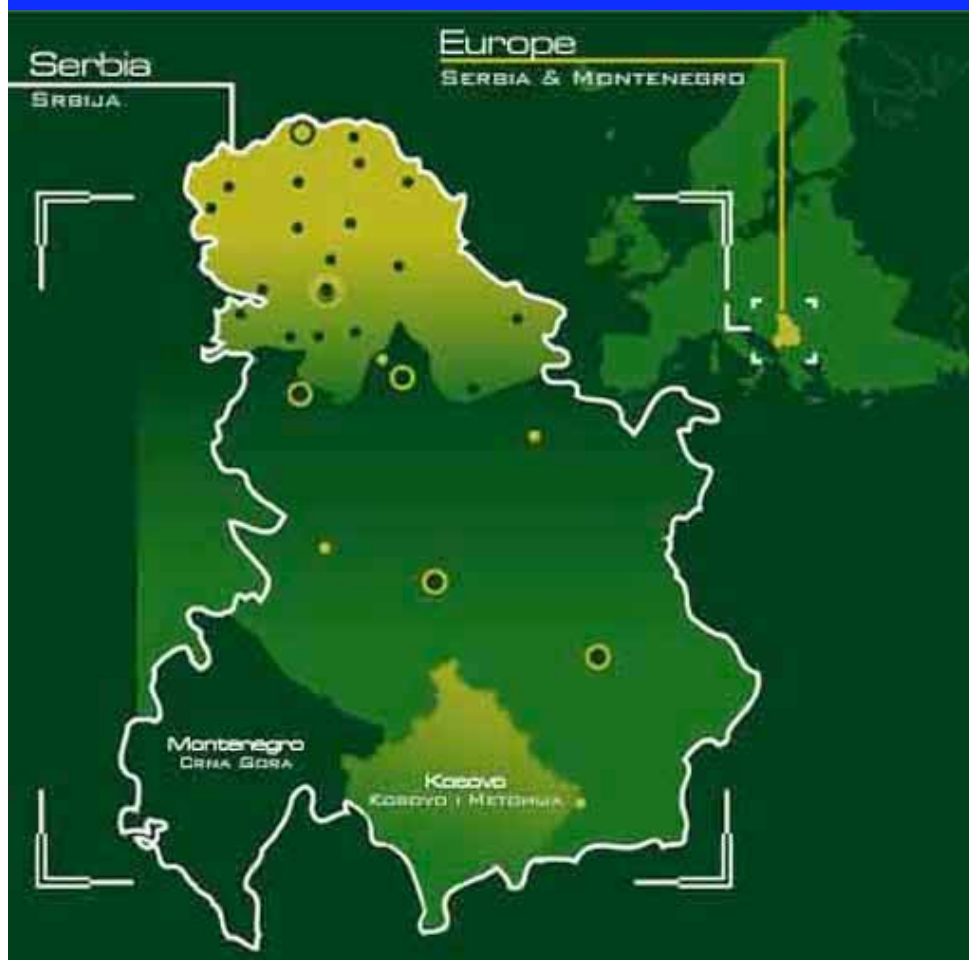 Serbia
SRBIJA
Europe
SERBIA & MONTENEGRO
Montenegro
CRNA GORA
Kosovo
KOSOVO I METOHIJA